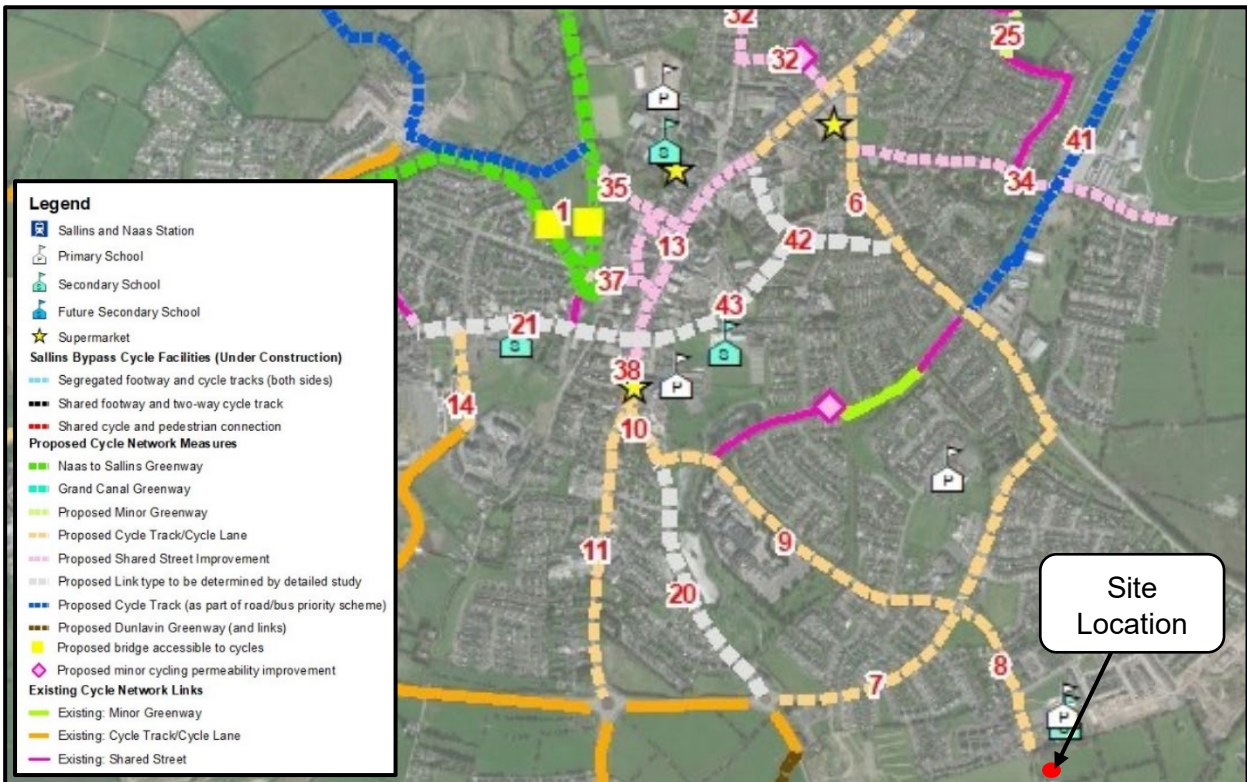 32
32
25
P
S
41
35
34
6
1
13
42
37
43
21
S
S
38
P
14
10
P
9
11
20
8
7
P
Site
Location
Legend
Sallins and Naas Station
P
Primary School
S
Secondary School
Future Secondary School
Supermarket
Sallins Bypass Cycle Facilities (Under Construction)
Segregated footway and cycle tracks (both sides)
Shared footway and two-way cycle track
Shared cycle and pedestrian connection
Proposed Cycle Network Measures
Naas to Sallins Greenway
Grand Canal Greenway
Proposed Minor Greenway
Proposed Cycle Track/Cycle Lane
Proposed Shared Street Improvement
Proposed Link type to be determined by detailed study
Proposed Cycle Track (as part of road/bus priority scheme)
Proposed Dunlavin Greenway (and links)
Proposed bridge accessible to cycles
Proposed minor cycling permeability improvement
Existing Cycle Network Links
Existing: Minor Greenway
Existing: Cycle Track/Cycle Lane
Existing: Shared Street